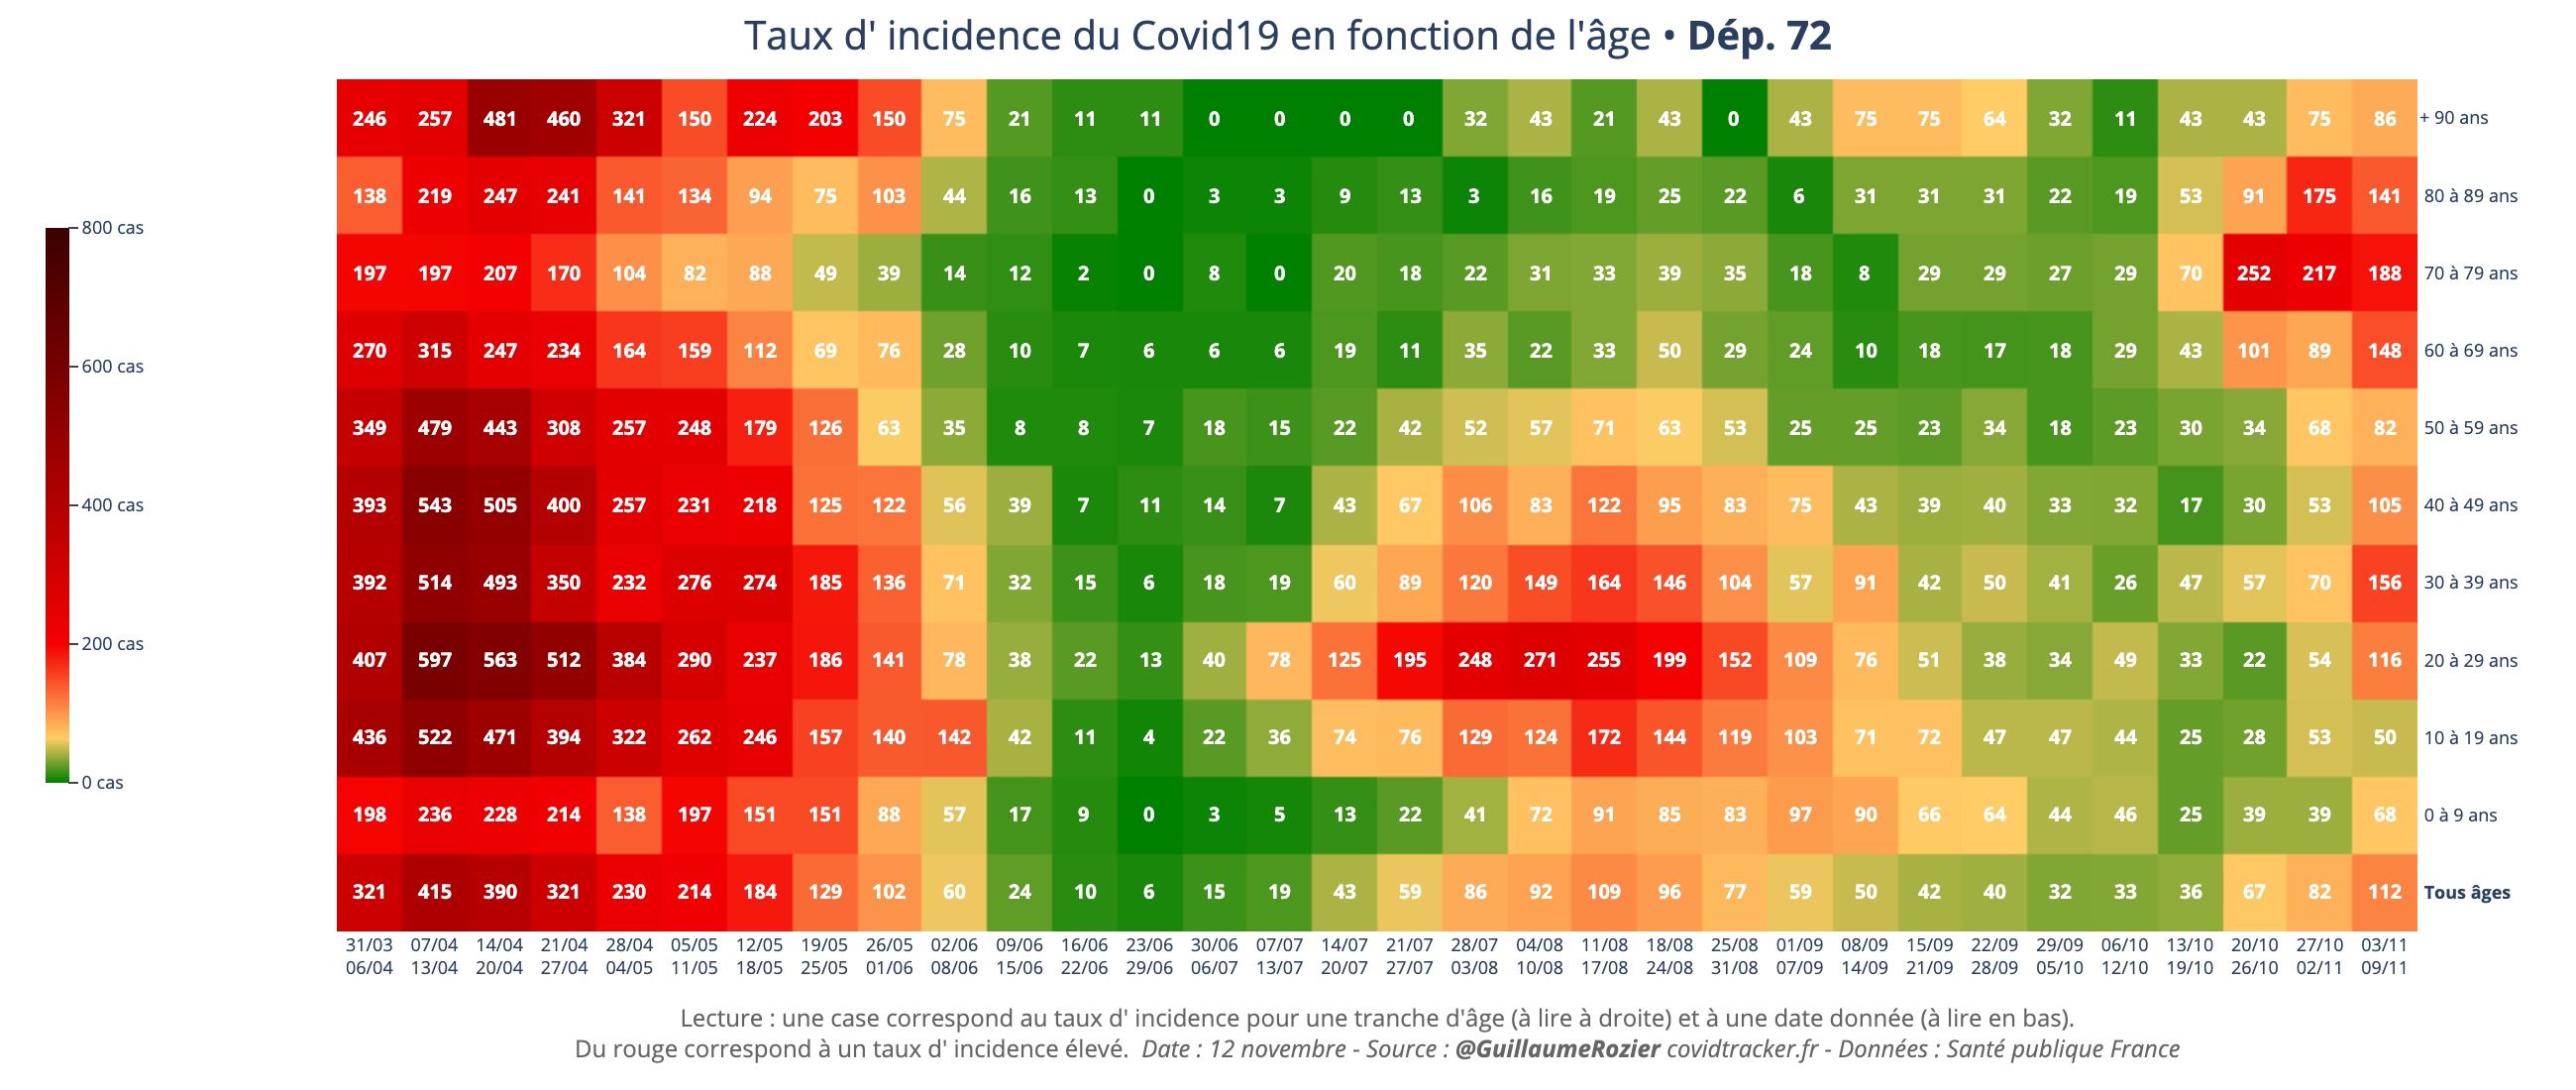 Taux d' incidence du Covid19 en fonction de l'âge • Dép. 72
246 257 481 460 321 150 224 203 150 75 21 11 11 0 0 0 0 32 43 21 43 0 43 75 75 64 32 11 43 43 75 86 + 90 ans
138 219 247 241 141 134 94 75 103 44 16 13 0 3 3 9 13 3 16 19 25 22 6 31 31 31 22 19 53 91 175 141 80 à 89 ans
800 cas
197 197 207 170 104 82 88 49 39 14 12 2 0 8 0 20 18 22 31 33 39 35 18 8 29 29 27 29 70 252 217 188 70 à 79 ans
270 315 247 234 164 159 112 69 76 28 10 7 6 6 6 19 11 35 22 33 50 29 24 10 18 17 18 29 43 101 89 148 60 à 69 ans
600 cas
349 479 443 308 257 248 179 126 63 35 8 8 7 18 15 22 42 52 57 71 63 53 25 25 23 34 18 23 30 34 68 82 50 à 59 ans
400 cas
393 543 505 400 257 231 218 125 122 56 39 7 11 14 7 43 67 106 83 122 95 83 75 43 39 40 33 32 17 30 53 105 40 à 49 ans
392 514 493 350 232 276 274 185 136 71 32 15 6 18 19 60 89 120 149 164 146 104 57 91 42 50 41 26 47 57 70 156 30 à 39 ans
200 cas
407 597 563 512 384 290 237 186 141 78 38 22 13 40 78 125 195 248 271 255 199 152 109 76 51 38 34 49 33 22 54 116 20 à 29 ans
436 522 471 394 322 262 246 157 140 142 42 11 4 22 36 74 76 129 124 172 144 119 103 71 72 47 47 44 25 28 53 50 10 à 19 ans
0 cas
198 236 228 214 138 197 151 151 88 57 17 9 0 3 5 13 22 41 72 91 85 83 97 90 66 64 44 46 25 39 39 68 0 à 9 ans
321 415 390 321 230 214 184 129 102 60 24 10 6 15 19 43 59 86 92 109 96 77 59 50 42 40 32 33 36 67 82 112 Tous âges
31/03 07/04 14/04 21/04 28/04 05/05 12/05 19/05 26/05 02/06 09/06 16/06 23/06 30/06 07/07 14/07 21/07 28/07 04/08 11/08 18/08 25/08 01/09 08/09 15/09 22/09 29/09 06/10 13/10 20/10 27/10 03/11
06/04 13/04 20/04 27/04 04/05 11/05 18/05 25/05 01/06 08/06 15/06 22/06 29/06 06/07 13/07 20/07 27/07 03/08 10/08 17/08 24/08 31/08 07/09 14/09 21/09 28/09 05/10 12/10 19/10 26/10 02/11 09/11
Lecture : une case correspond au taux d' incidence pour une tranche d'âge (à lire à droite) et à une date donnée (à lire en bas).
Du rouge correspond à un taux d' incidence élevé. Date : 12 novembre - Source : @GuillaumeRozier covidtracker.fr - Données : Santé publique France